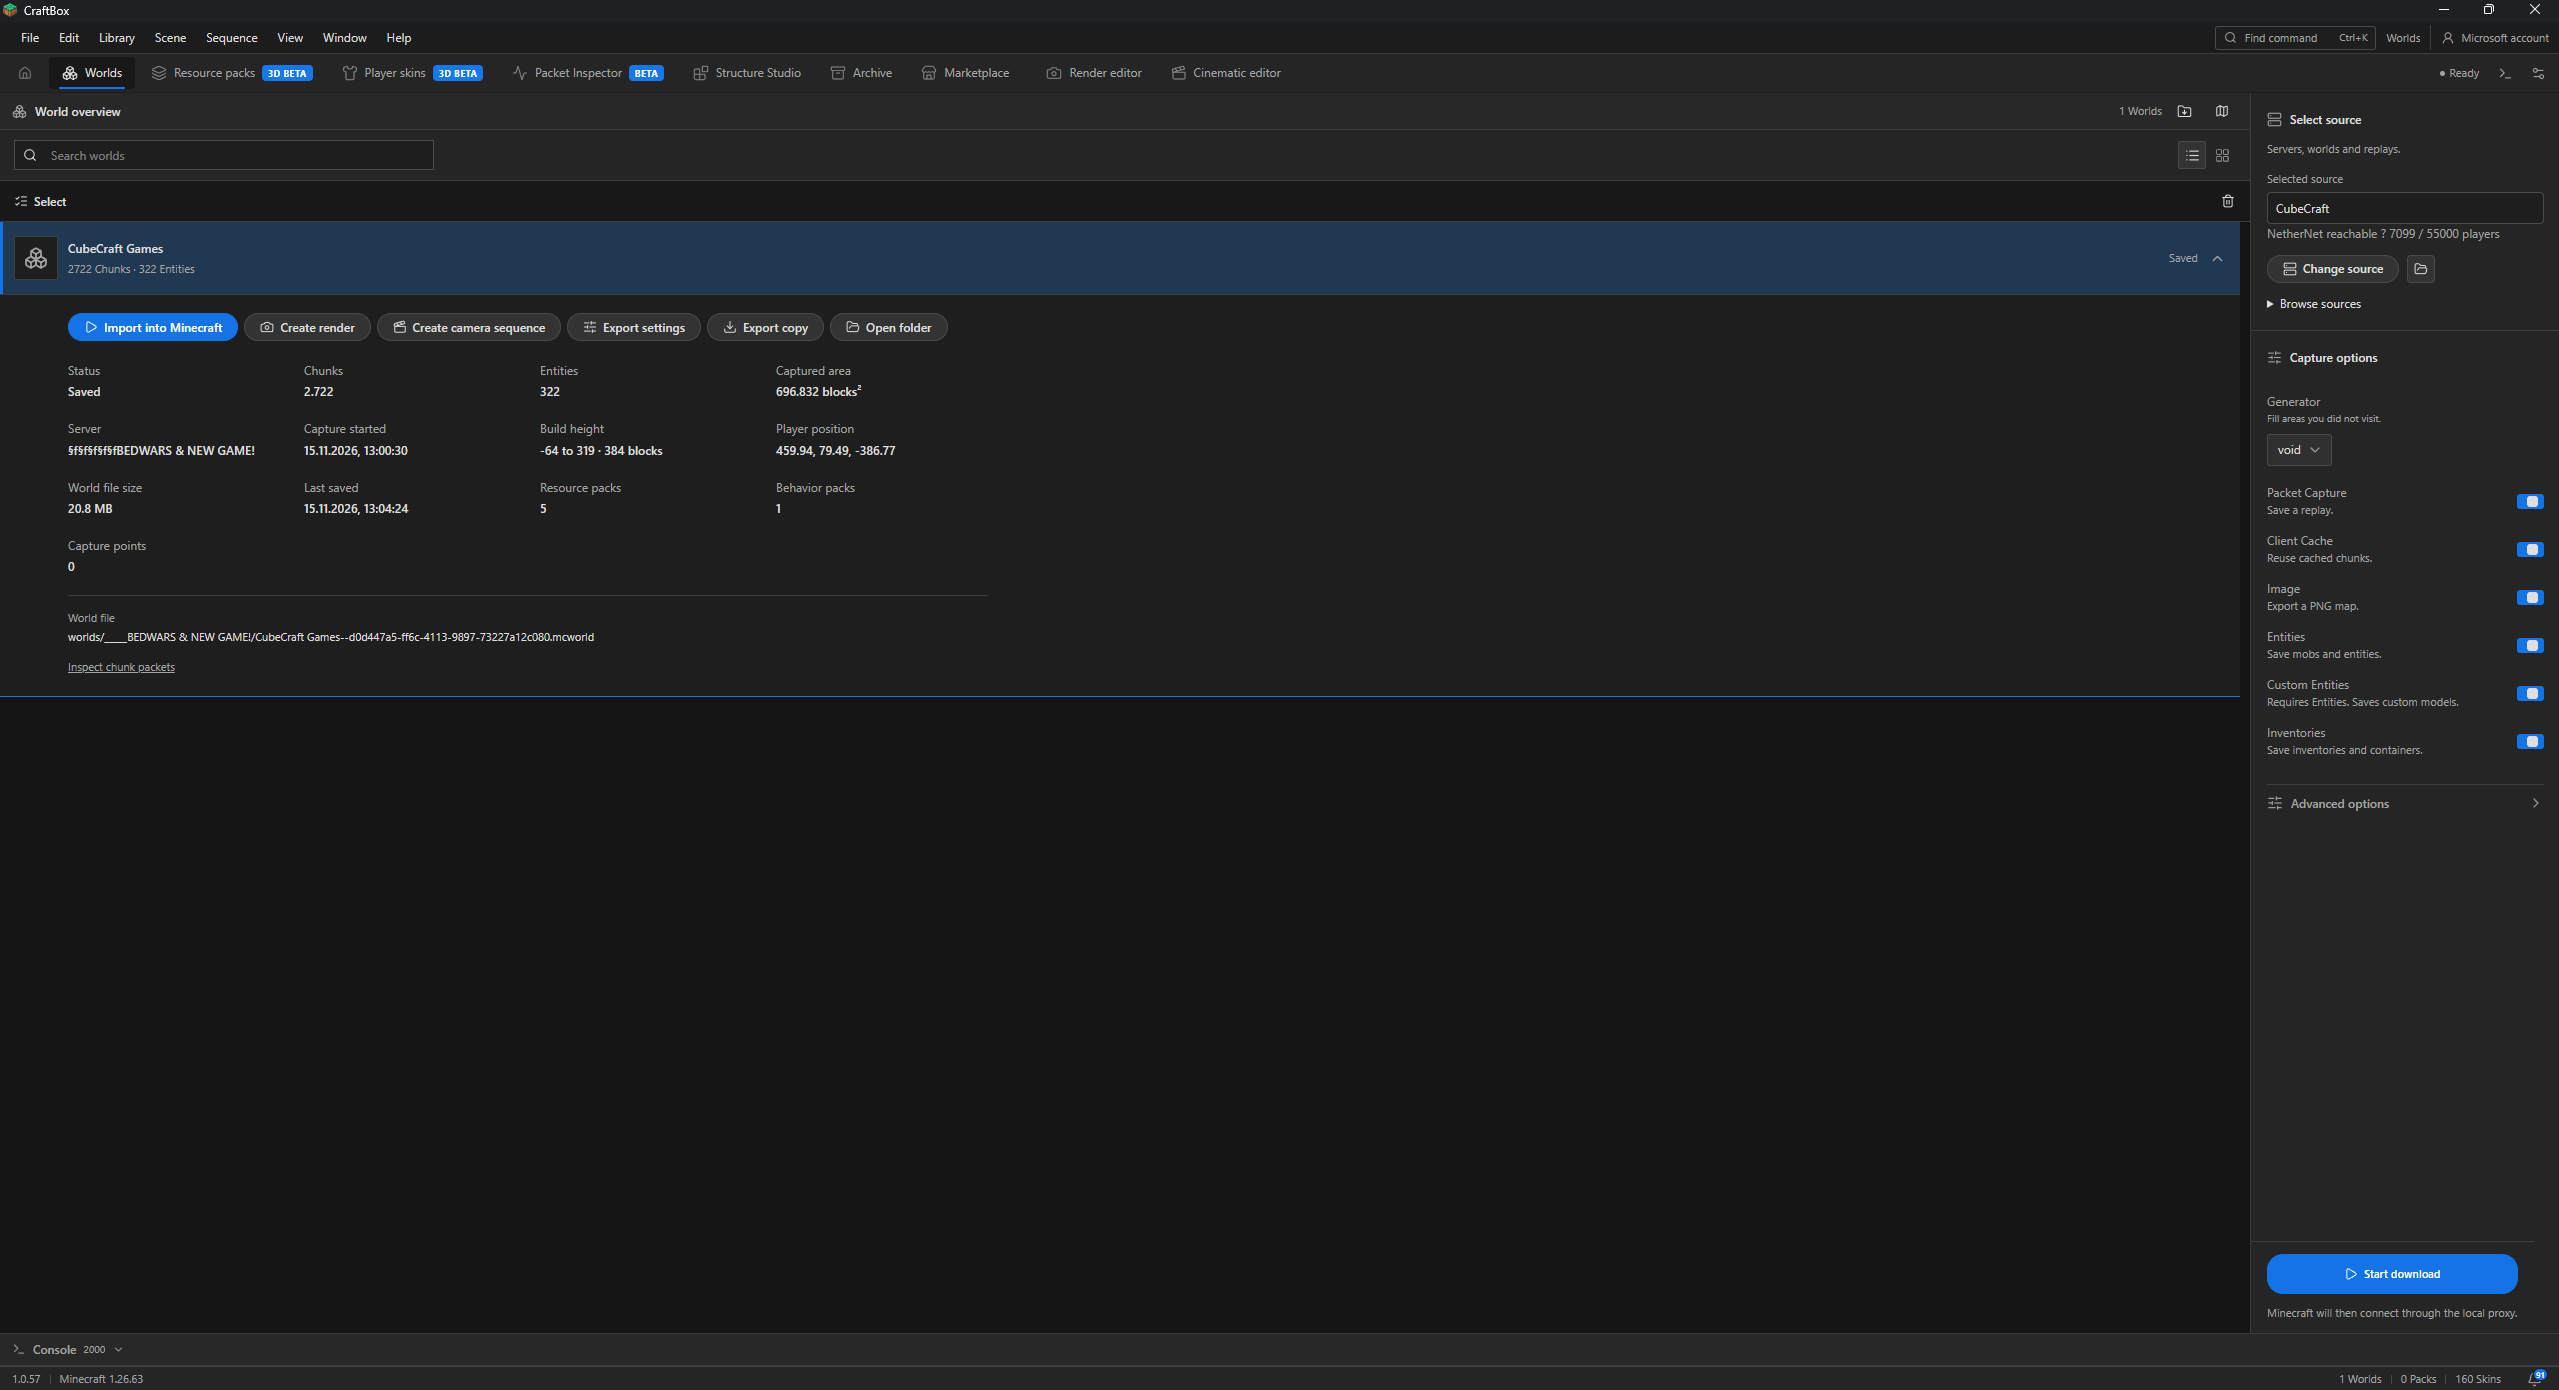 CraftBox
File Edit Library Scene Sequence View Window Help
Find command Ctrl+K Worlds Microsoft account
Worlds Resource packs 3D BETA Player skins 3D BETA Packet Inspector BETA Structure Studio Archive Marketplace Render editor Cinematic editor
Ready
World overview
1 Worlds
Search worlds
Select
CubeCraft Games
2722 Chunks · 322 Entities
Saved
Import into Minecraft Create render Create camera sequence Export settings Export copy Open folder
Status Chunks Entities Captured area
Saved 2.722 322 696.832 blocks²
Server Capture started Build height Player position
§f§f§f§f§fBEDWARS & NEW GAME! 15.11.2026, 13:00:30 -64 to 319 · 384 blocks 459.94, 79.49, -386.77
World file size Last saved Resource packs Behavior packs
20.8 MB 15.11.2026, 13:04:24 5 1
Capture points
0
World file
worlds/_____BEDWARS & NEW GAME!/CubeCraft Games--d0d447a5-ff6c-4113-9897-73227a12c080.mcworld
Inspect chunk packets
Select source
Servers, worlds and replays.
Selected source
CubeCraft
NetherNet reachable ? 7099 / 55000 players
Change source
Browse sources
Capture options
Generator
Fill areas you did not visit.
void
Packet Capture
Save a replay.
Client Cache
Reuse cached chunks.
Image
Export a PNG map.
Entities
Save mobs and entities.
Custom Entities
Requires Entities. Saves custom models.
Inventories
Save inventories and containers.
Advanced options
Start download
Minecraft will then connect through the local proxy.
Console 2000
1.0.57 Minecraft 1.26.63
1 Worlds 0 Packs 160 Skins 91